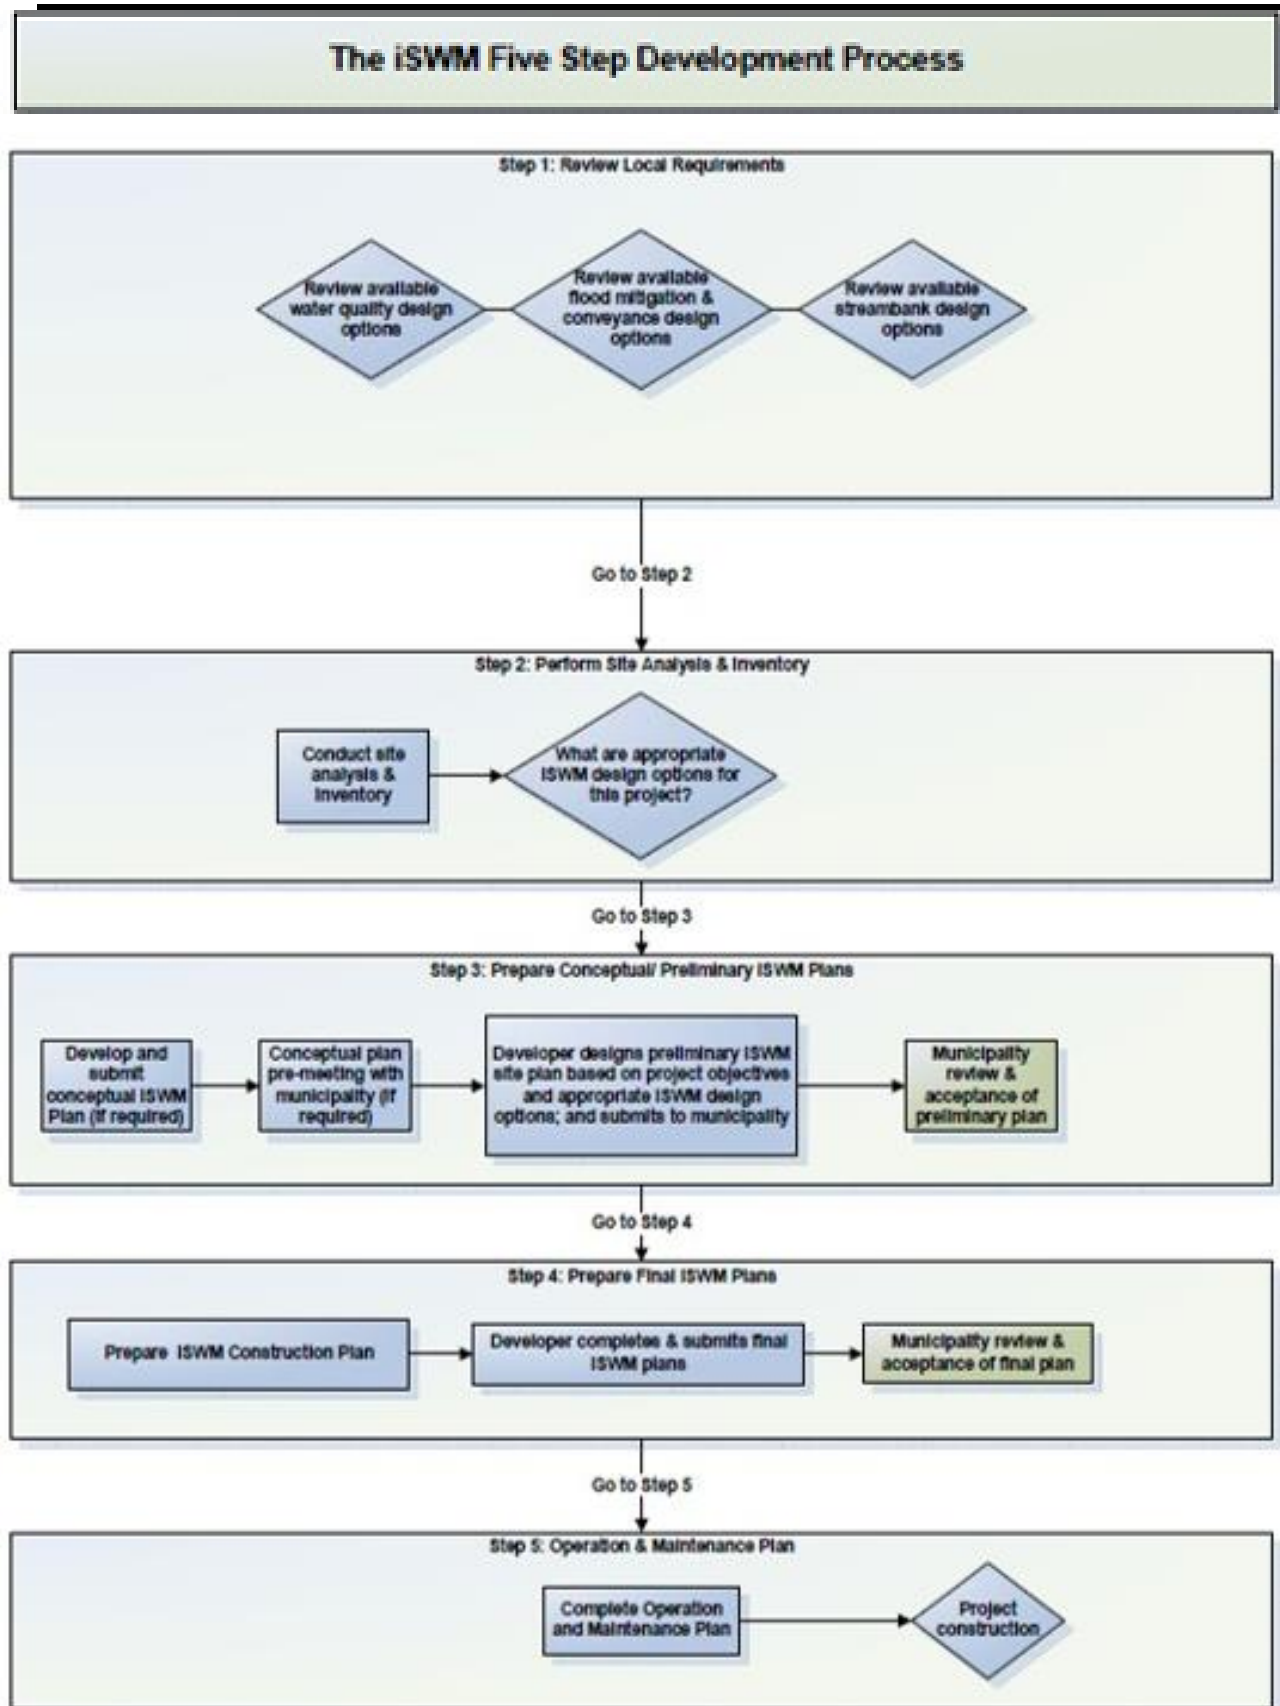 The iSWM Five Step Development Process
Step 1: Review Local Requirements
Review available
water quality design
options
Review available
flood mitigation &
conveyance design
options
Review available
streambank design
options
Go to Step 2
Step 2: Perform Site Analysis & Inventory
Conduct site
analysis &
Inventory
What are appropriate
iSWM design options for
this project?
Go to Step 3
Step 3: Prepare Conceptual/ Preliminary iSWM Plans
Develop and
submit
conceptual iSWM
Plan (if required)
Conceptual plan
pre-meeting with
municipality (if
required)
Developer designs preliminary iSWM
site plan based on project objectives
and appropriate iSWM design
options; and submits to municipality
Municipality
review &
acceptance of
preliminary plan
Go to Step 4
Step 4: Prepare Final iSWM Plans
Prepare iSWM Construction Plan
Developer completes & submits final
iSWM plans
Municipality review &
acceptance of final plan
Go to Step 5
Step 5: Operation & Maintenance Plan
Complete Operation
and Maintenance Plan
Project
construction